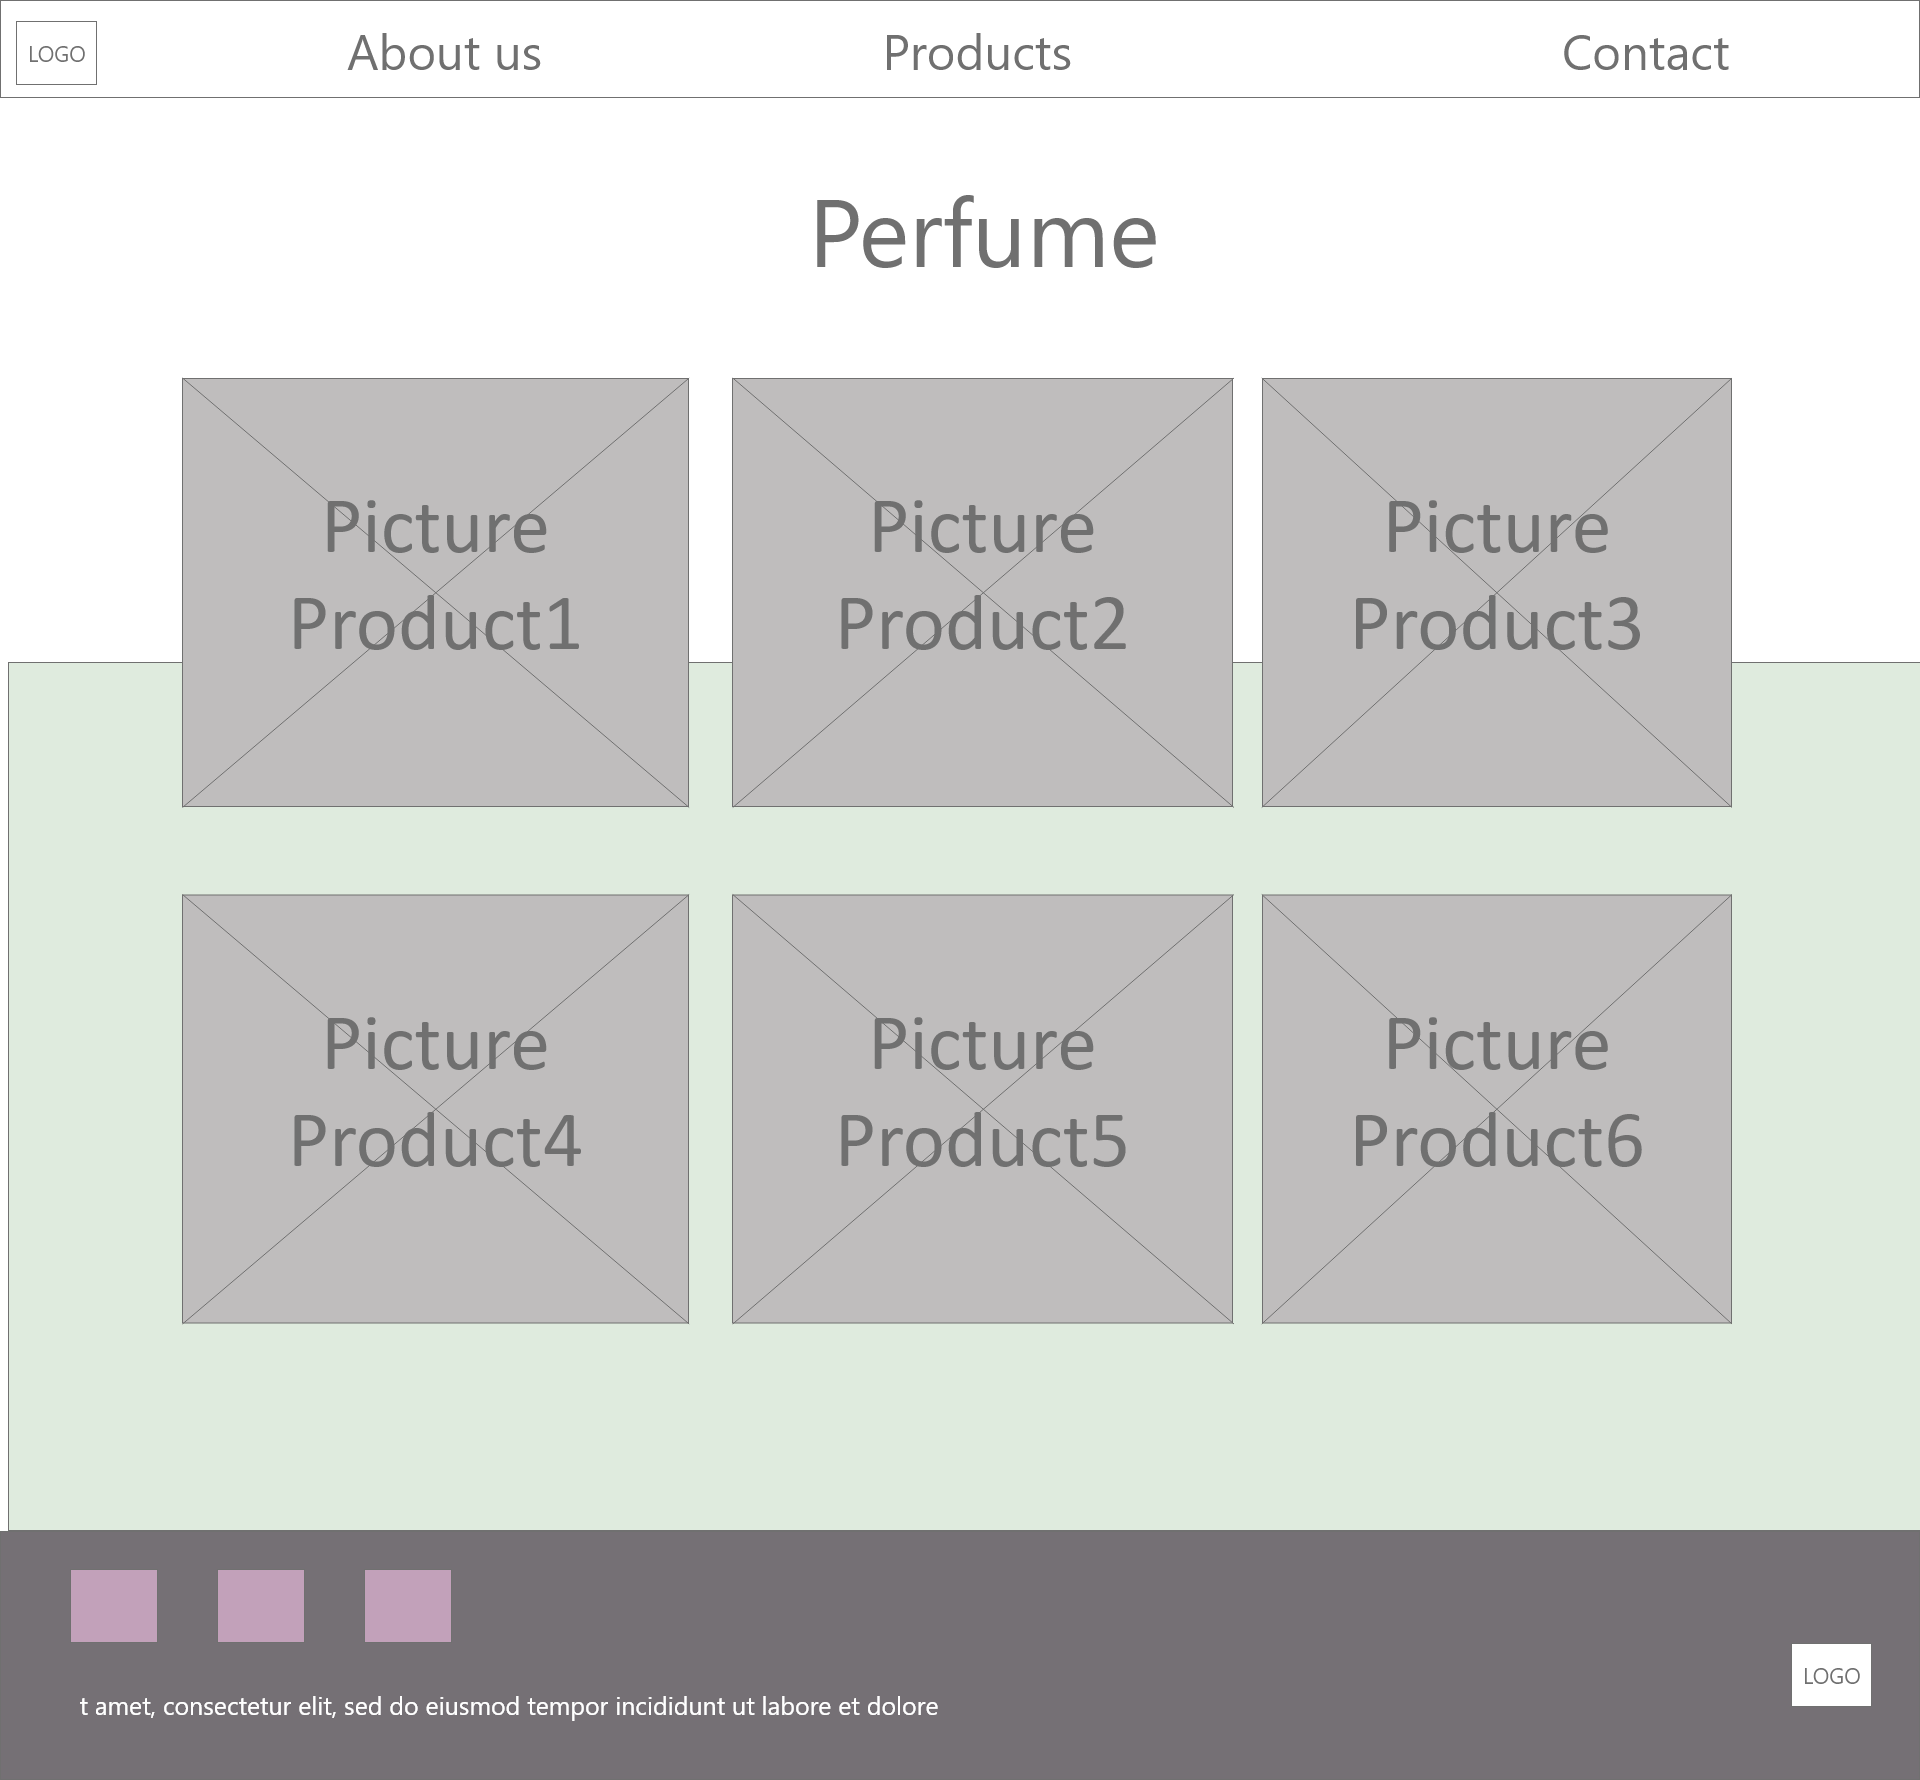 LOGO
About us
Products
Contact
Perfume
Picture
Product1
Picture
Product2
Picture
Product3
Picture
Product4
Picture
Product5
Picture
Product6
t amet, consectetur elit, sed do eiusmod tempor incididunt ut labore et dolore
LOGO